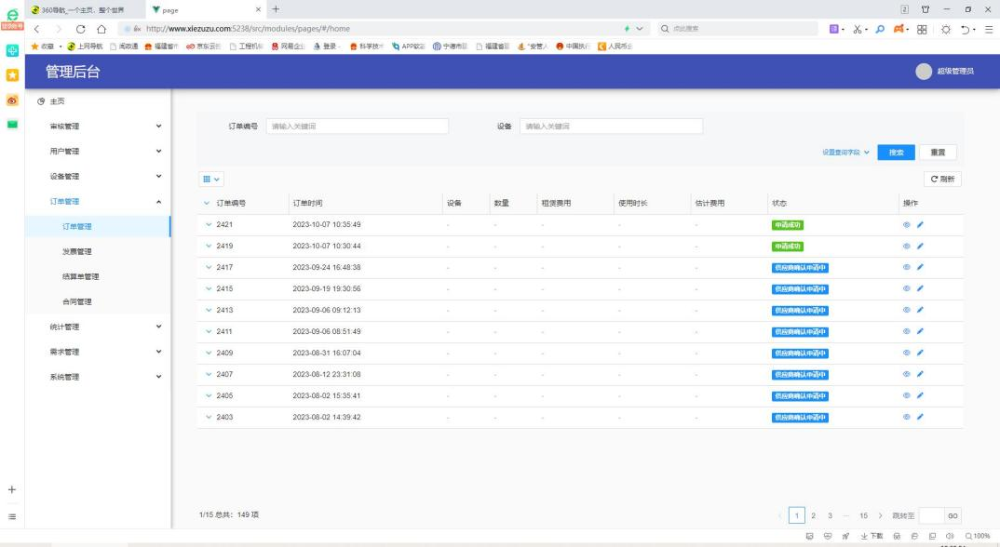 360导航_一个主页，整个世界
page
2
登录账号
http://www.xiezuzu.com:5238/src/modules/pages/#/home
点此搜索
收藏
上网导航
闽政通
福建省
京东云
工程机
网易企
登录
科学技
APP数
宁德市
福建省
"安管人
中国执
人民币
管理后台
超级管理员
主页
审核管理
用户管理
设备管理
订单管理
订单管理
发票管理
结算单管理
合同管理
统计管理
需求管理
系统管理
订单编号 请输入关键词 设备 请输入关键词
设置查询字段 搜索 重置
刷新
订单编号 订单时间 设备 数量 租赁费用 使用时长 估计费用 状态 操作
2421 2023-10-07 10:35:49 - - - - - 申请成功
2419 2023-10-07 10:30:44 - - - - - 申请成功
2417 2023-09-24 16:48:38 - - - - - 供应商确认申请中
2415 2023-09-19 19:30:56 - - - - - 供应商确认申请中
2413 2023-09-06 09:12:13 - - - - - 供应商确认申请中
2411 2023-09-06 08:51:49 - - - - - 供应商确认申请中
2409 2023-08-31 16:07:04 - - - - - 供应商确认申请中
2407 2023-08-12 23:31:08 - - - - - 供应商确认申请中
2405 2023-08-02 15:35:41 - - - - - 供应商确认申请中
2403 2023-08-02 14:39:42 - - - - - 供应商确认申请中
1/15 总共： 149 项
1 2 3 ··· 15 跳转至 GO
下载 100%